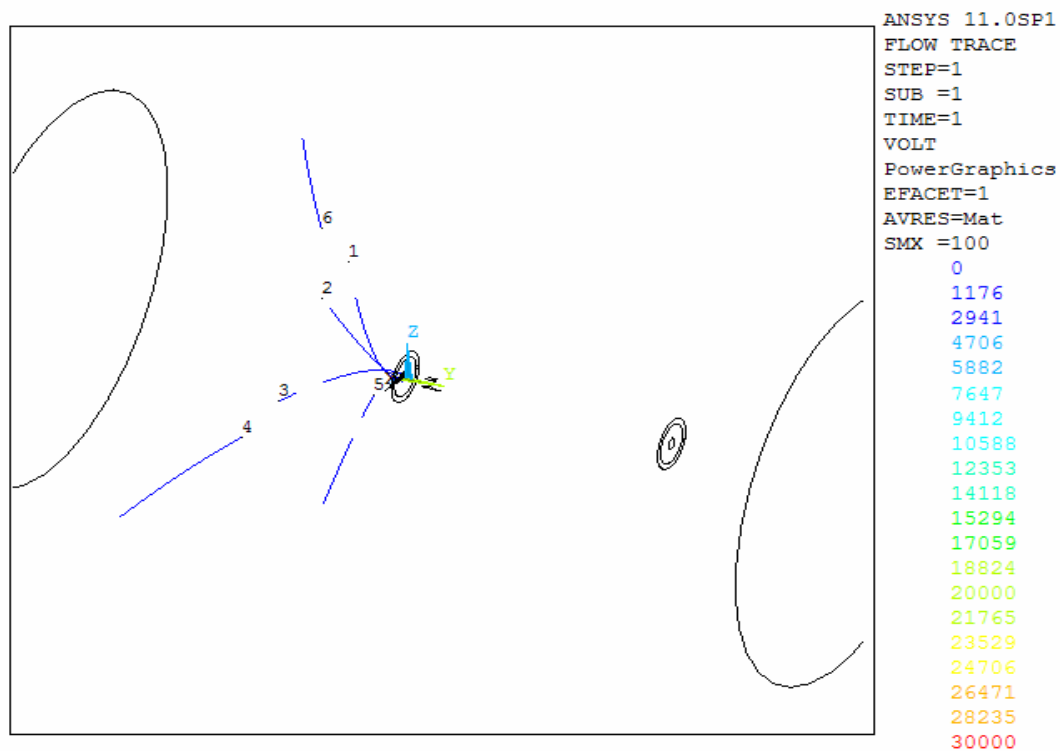 ANSYS 11.0SP1
FLOW TRACE
STEP=1
SUB =1
TIME=1
VOLT
PowerGraphics
EFACET=1
AVRES=Mat
SMX =100
0
1176
2941
4706
5882
7647
9412
10588
12353
14118
15294
17059
18824
20000
21765
23529
24706
26471
28235
30000
6
1
2
Z
Y
3
5
4